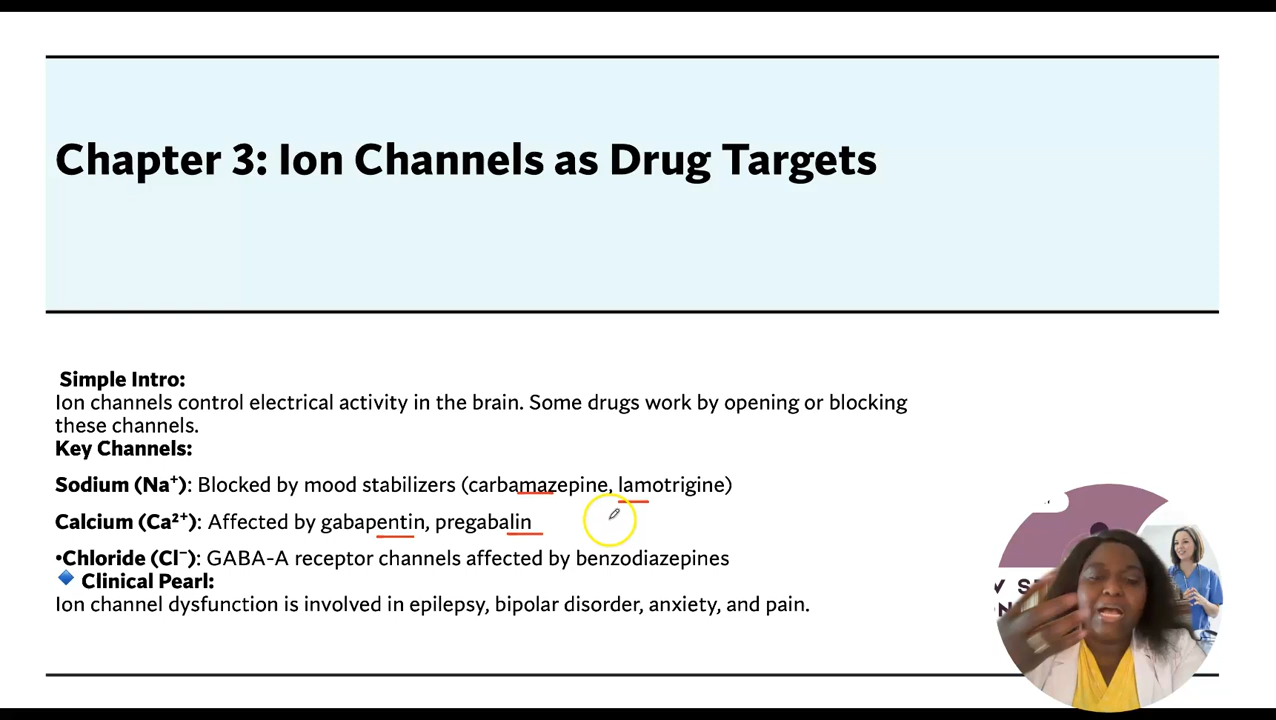 Chapter 3: Ion Channels as Drug Targets
Simple Intro:
Ion channels control electrical activity in the brain. Some drugs work by opening or blocking
these channels.
Key Channels:
Sodium (Na⁺): Blocked by mood stabilizers (carbamazepine, lamotrigine)
Calcium (Ca²⁺): Affected by gabapentin, pregabalin
•Chloride (Cl⁻): GABA-A receptor channels affected by benzodiazepines
🔹 Clinical Pearl:
Ion channel dysfunction is involved in epilepsy, bipolar disorder, anxiety, and pain.